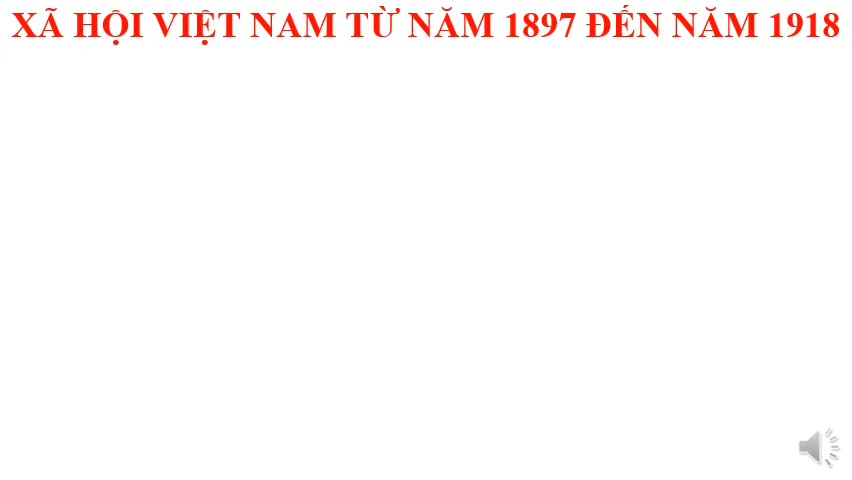 XÃ HỘI VIỆT NAM TỪ NĂM 1897 ĐẾN NĂM 1918